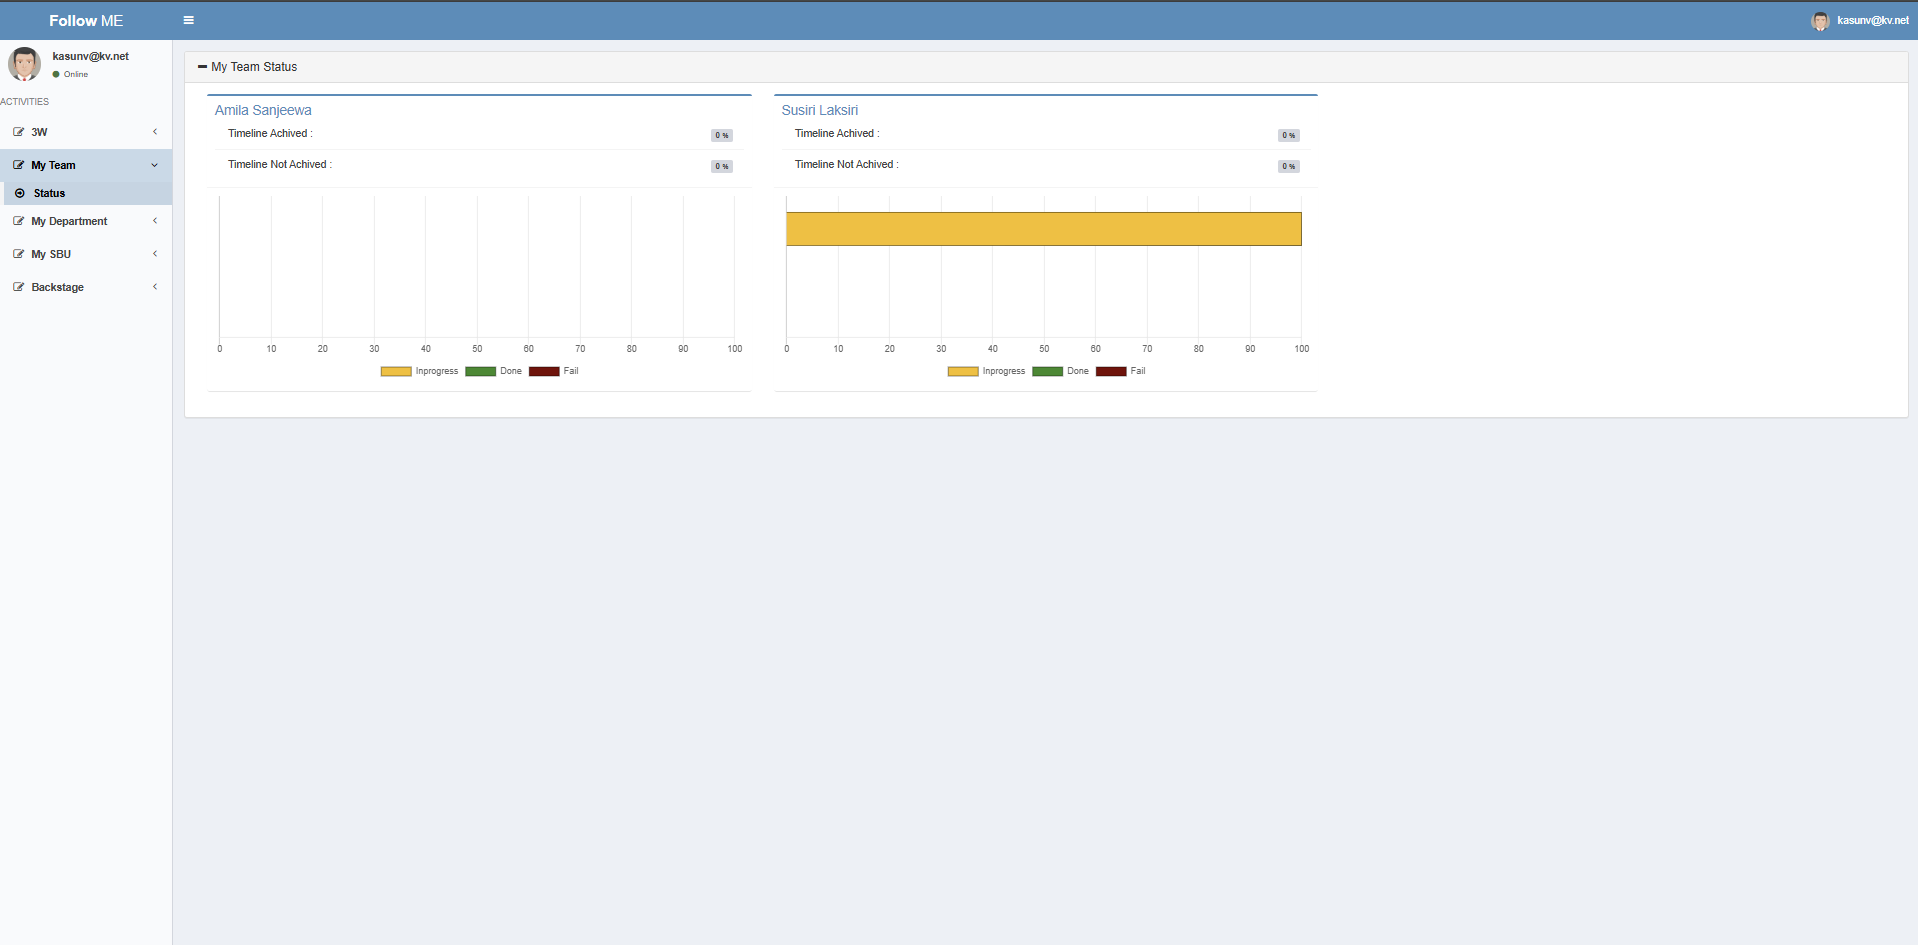 Follow ME
kasunv@kv.net
kasunv@kv.net
Online
ACTIVITIES
3W
My Team
Status
My Department
My SBU
Backstage
My Team Status
Amila Sanjeewa
Timeline Achived :
0 %
Timeline Not Achived :
0 %
0 10 20 30 40 50 60 70 80 90 100
Inprogress Done Fail
Susiri Laksiri
Timeline Achived :
0 %
Timeline Not Achived :
0 %
0 10 20 30 40 50 60 70 80 90 100
Inprogress Done Fail